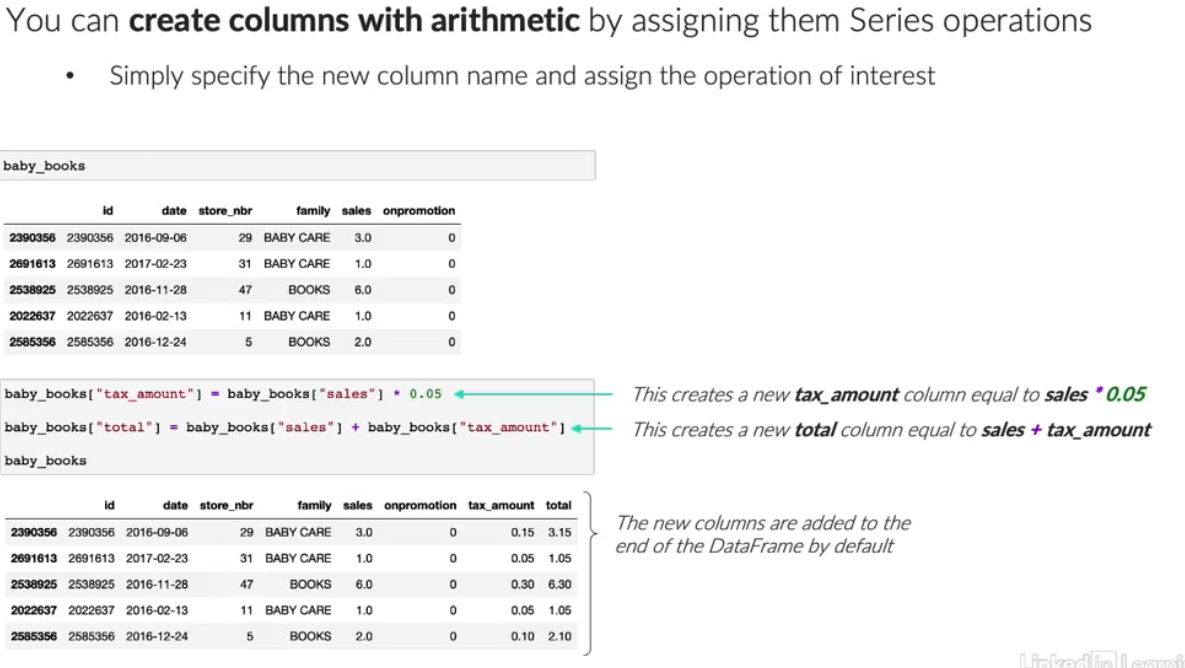 You can create columns with arithmetic by assigning them Series operations
• Simply specify the new column name and assign the operation of interest
baby_books
id date store_nbr family sales onpromotion
2390356 2390356 2016-09-06 29 BABY CARE 3.0 0
2691613 2691613 2017-02-23 31 BABY CARE 1.0 0
2538925 2538925 2016-11-28 47 BOOKS 6.0 0
2022637 2022637 2016-02-13 11 BABY CARE 1.0 0
2585356 2585356 2016-12-24 5 BOOKS 2.0 0
baby_books["tax_amount"] = baby_books["sales"] * 0.05
This creates a new tax_amount column equal to sales * 0.05
baby_books["total"] = baby_books["sales"] + baby_books["tax_amount"]
This creates a new total column equal to sales + tax_amount
baby_books
id date store_nbr family sales onpromotion tax_amount total
2390356 2390356 2016-09-06 29 BABY CARE 3.0 0 0.15 3.15
2691613 2691613 2017-02-23 31 BABY CARE 1.0 0 0.05 1.05
2538925 2538925 2016-11-28 47 BOOKS 6.0 0 0.30 6.30
2022637 2022637 2016-02-13 11 BABY CARE 1.0 0 0.05 1.05
2585356 2585356 2016-12-24 5 BOOKS 2.0 0 0.10 2.10
The new columns are added to the
end of the DataFrame by default
Linked in